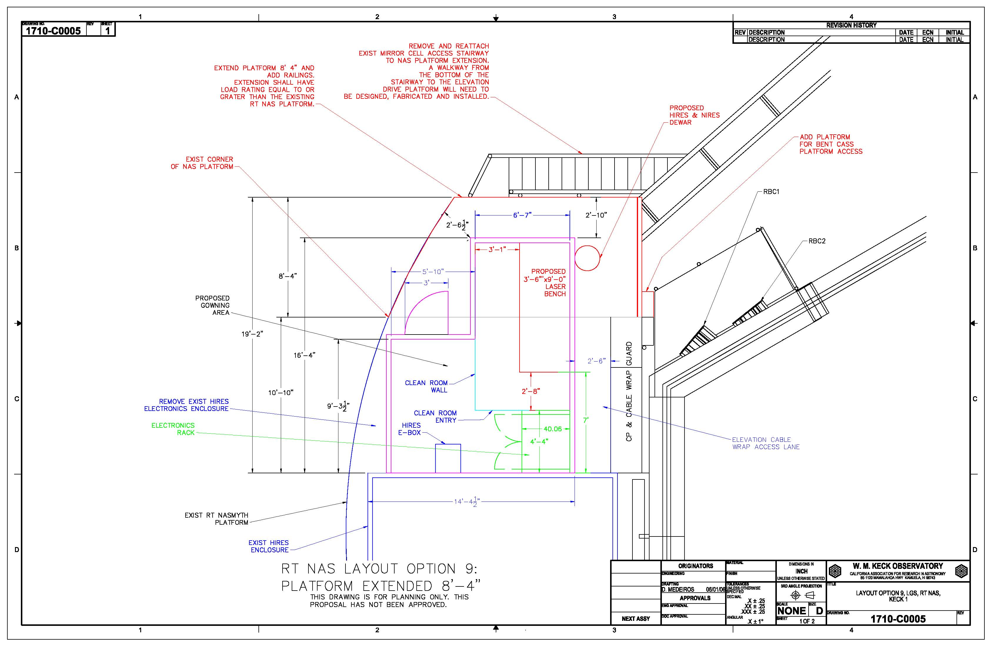 1
2
3
4
DRAWING NO.
REV
SHEET
1710-C0005
1
REVISION HISTORY
REV DESCRIPTION DATE ECN INITIAL
DESCRIPTION DATE ECN INITIAL
REMOVE AND REATTACH
EXIST MIRROR CELL ACCESS STAIRWAY
TO NAS PLATFORM EXTENSION.
A WALKWAY FROM
THE BOTTOM OF THE
STAIRWAY TO THE ELEVATION
DRIVE PLATFORM WILL NEED TO
BE DESIGNED, FABRICATED AND INSTALLED.
EXTEND PLATFORM 8' 4" AND
ADD RAILINGS.
EXTENSION SHALL HAVE
LOAD RATING EQUAL TO OR
GRATER THAN THE EXISTING
RT NAS PLATFORM.
A
A
PROPOSED
HIRES & NIRES
DEWAR
ADD PLATFORM
FOR BENT CASS
PLATFORM ACCESS
EXIST CORNER
OF NAS PLATFORM
RBC1
6'-7"
2'-10"
2'-6½"
RBC2
B
B
3'-1"
5'-10"
3'
8'-4"
PROPOSED
3'-6"'x9'-0"
LASER
BENCH
PROPOSED
GOWNING
AREA
19'-2"
16'-4"
2'-6"
CP & CABLE WRAP GUARD
CLEAN ROOM
WALL
10'-10"
2'-8"
9'-3½"
C
C
REMOVE EXIST HIRES
ELECTRONICS ENCLOSURE
CLEAN ROOM
ENTRY
7'
ELECTRONICS
RACK
HIRES
E-BOX
40.06
4'-4"
ELEVATION CABLE
WRAP ACCESS LANE
14'-4½"
EXIST RT NASMYTH
PLATFORM
EXIST HIRES
ENCLOSURE
D
D
RT NAS LAYOUT OPTION 9:
PLATFORM EXTENDED 8'-4"
THIS DRAWING IS FOR PLANNING ONLY. THIS
PROPOSAL HAS NOT BEEN APPROVED.
NEXT ASSY
ORIGINATORS
ENGINEERING
DRAFTING
D. MEDEIROS 06/01/06
APPROVALS
ENG APPROVAL
DOC APPROVAL
MATERIAL
FINISH
TOLERANCES
UNLESS OTHERWISE
SPECIFIED
DECIMAL
.X ± .25
.XX ± .25
.XXX ± .25
ANGULAR
.X ± 1°
DIMENSIONS IN
INCH
UNLESS OTHERWISE STATED
3RD ANGLE PROJECTION
SCALE
NONE
SIZE
D
SHEET
1 OF 2
W. M. KECK OBSERVATORY
CALIFORNIA ASSOCIATION FOR RESEARCH IN ASTRONOMY
65-1120 MAMALAHOA HWY KAMUELA, HI 96743
TITLE
LAYOUT OPTION 9, LGS, RT NAS,
KECK 1
DRAWING NO.
1710-C0005
REV
1
2
3
4